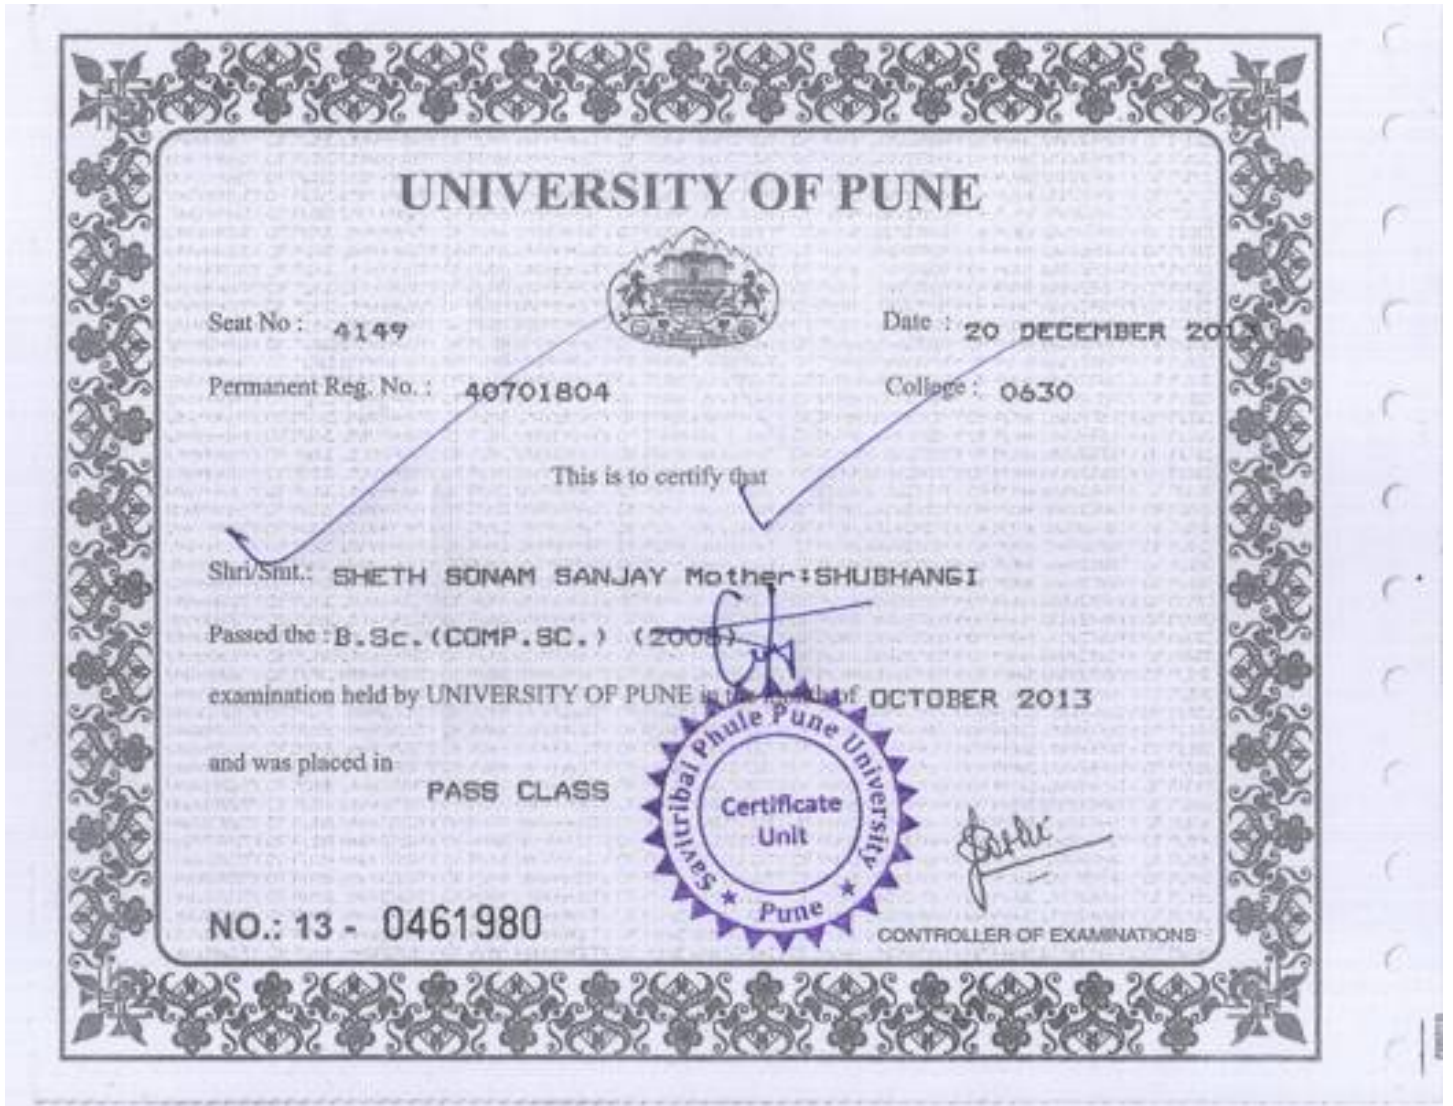 UNIVERSITY OF PUNE
Seat No : 4149
Date : 20 DECEMBER 2013
Permanent Reg. No. : 40701804
College : 0630
This is to certify that
Shri/Smt.: SHETH SONAM SANJAY Mother:SHUBHANGI
Passed the : B.Sc.(COMP.SC.) (2008)
examination held by UNIVERSITY OF PUNE in the month of OCTOBER 2013
and was placed in
PASS CLASS
Savitribai Phule Pune University
Certificate
Unit
Pune
NO.: 13 - 0461980
CONTROLLER OF EXAMINATIONS